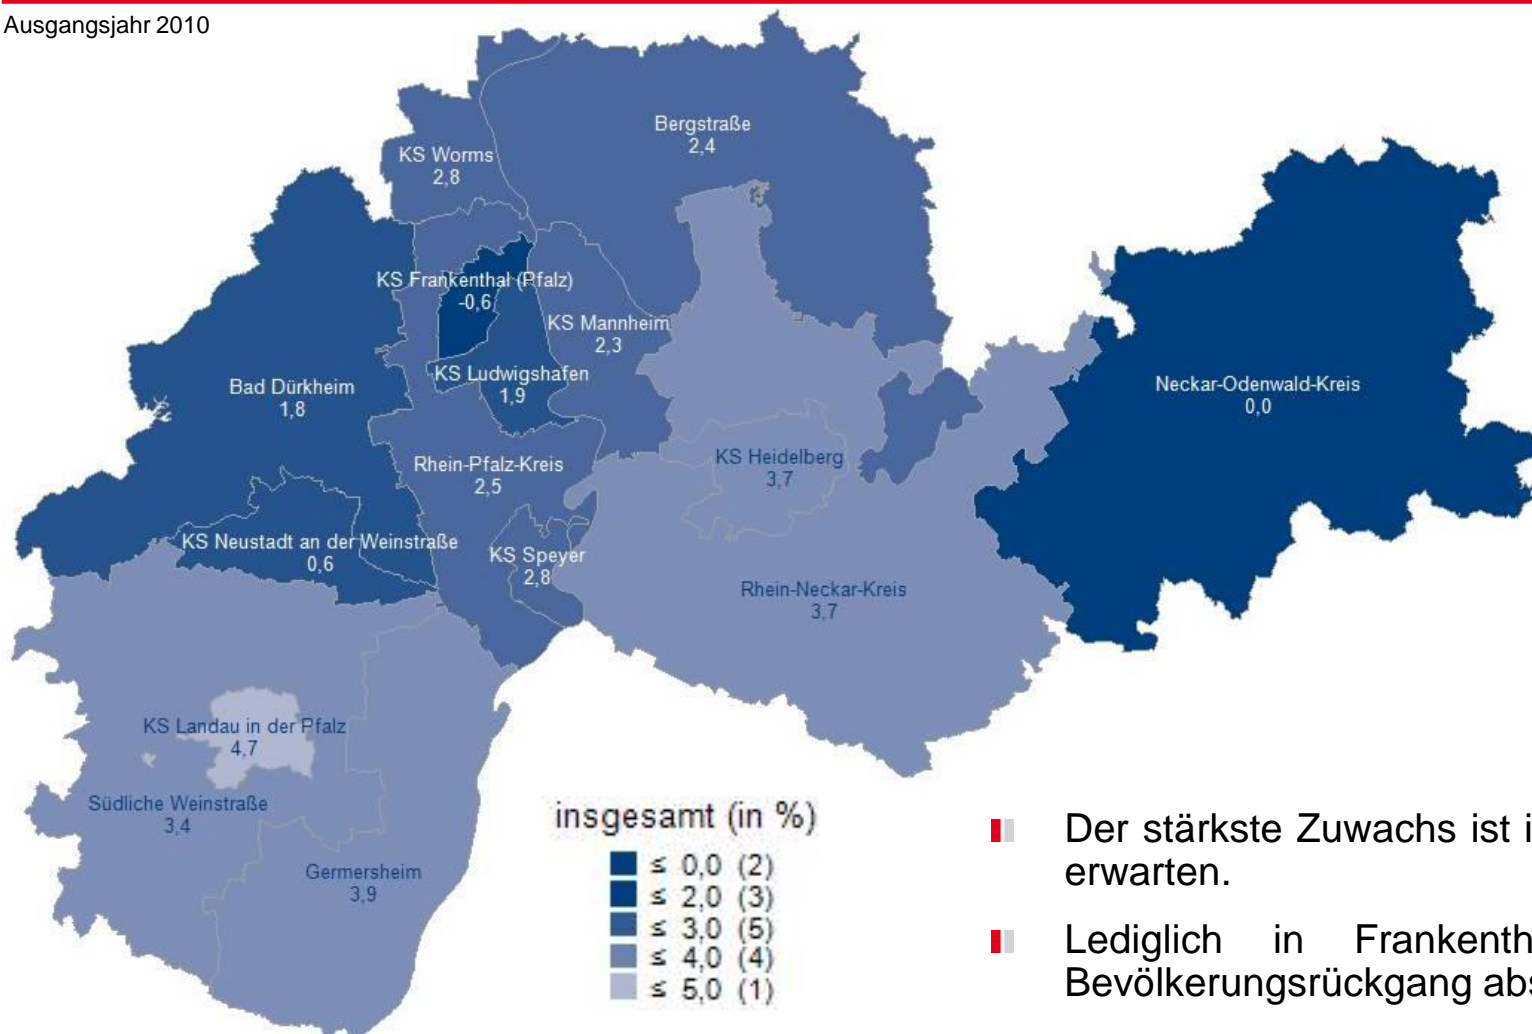 Ausgangsjahr 2010
Bergstraße
2,4
KS Worms
2,8
KS Frankenthal (Pfalz)
-0,6
KS Mannheim
2,3
KS Ludwigshafen
1,9
Bad Dürkheim
1,8
Neckar-Odenwald-Kreis
0,0
Rhein-Pfalz-Kreis
2,5
KS Heidelberg
3,7
KS Neustadt an der Weinstraße
0,6
KS Speyer
2,8
Rhein-Neckar-Kreis
3,7
KS Landau in der Pfalz
4,7
Südliche Weinstraße
3,4
Germersheim
3,9
insgesamt (in %)
≤ 0,0 (2)
≤ 2,0 (3)
≤ 3,0 (5)
≤ 4,0 (4)
≤ 5,0 (1)
Der stärkste Zuwachs ist
erwarten.
Lediglich in
Bevölkerungsrückgang